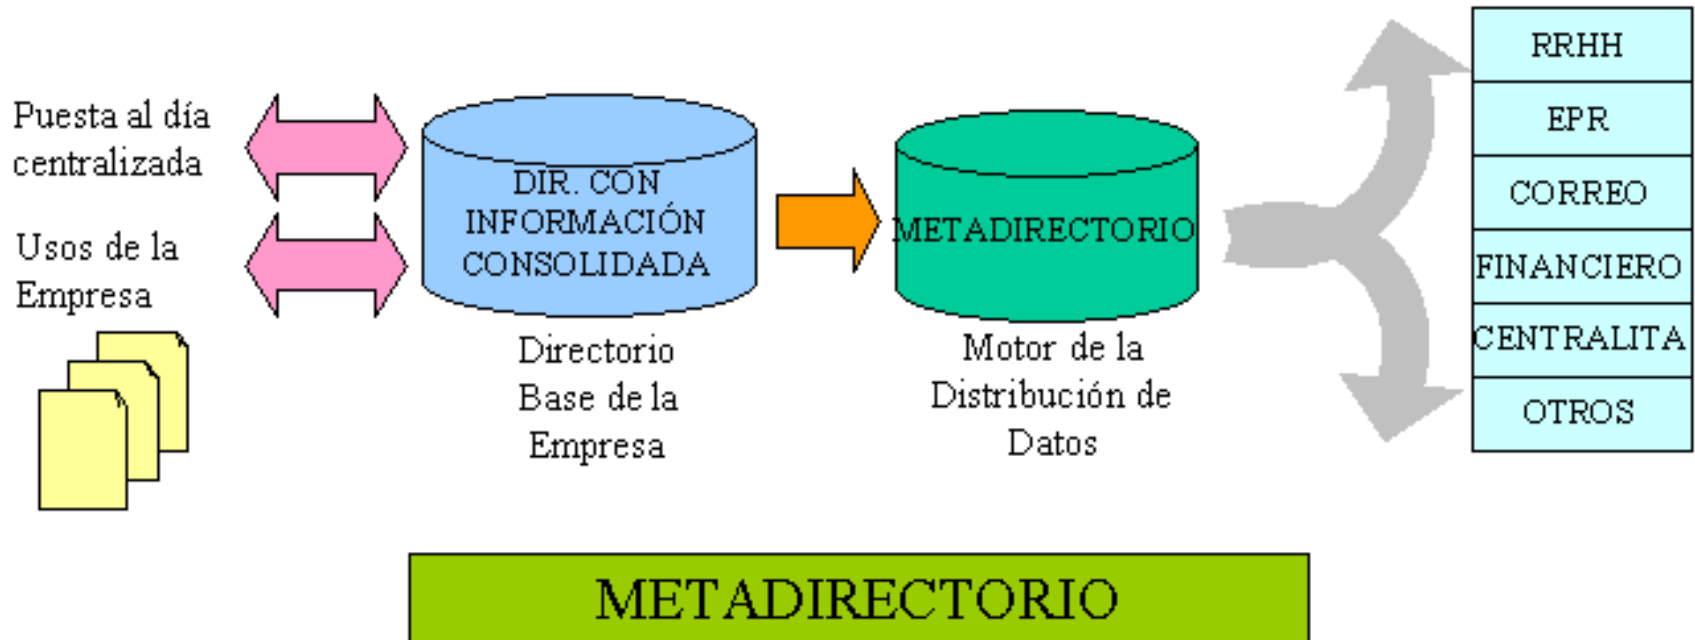 Puesta al día
centralizada
Usos de la
Empresa
DIR. CON
INFORMACIÓN
CONSOLIDADA
Directorio
Base de la
Empresa
METADIRECTORIO
Motor de la
Distribución de
Datos
RRHH
EPR
CORREO
FINANCIERO
CENTRALITA
OTROS
METADIRECTORIO